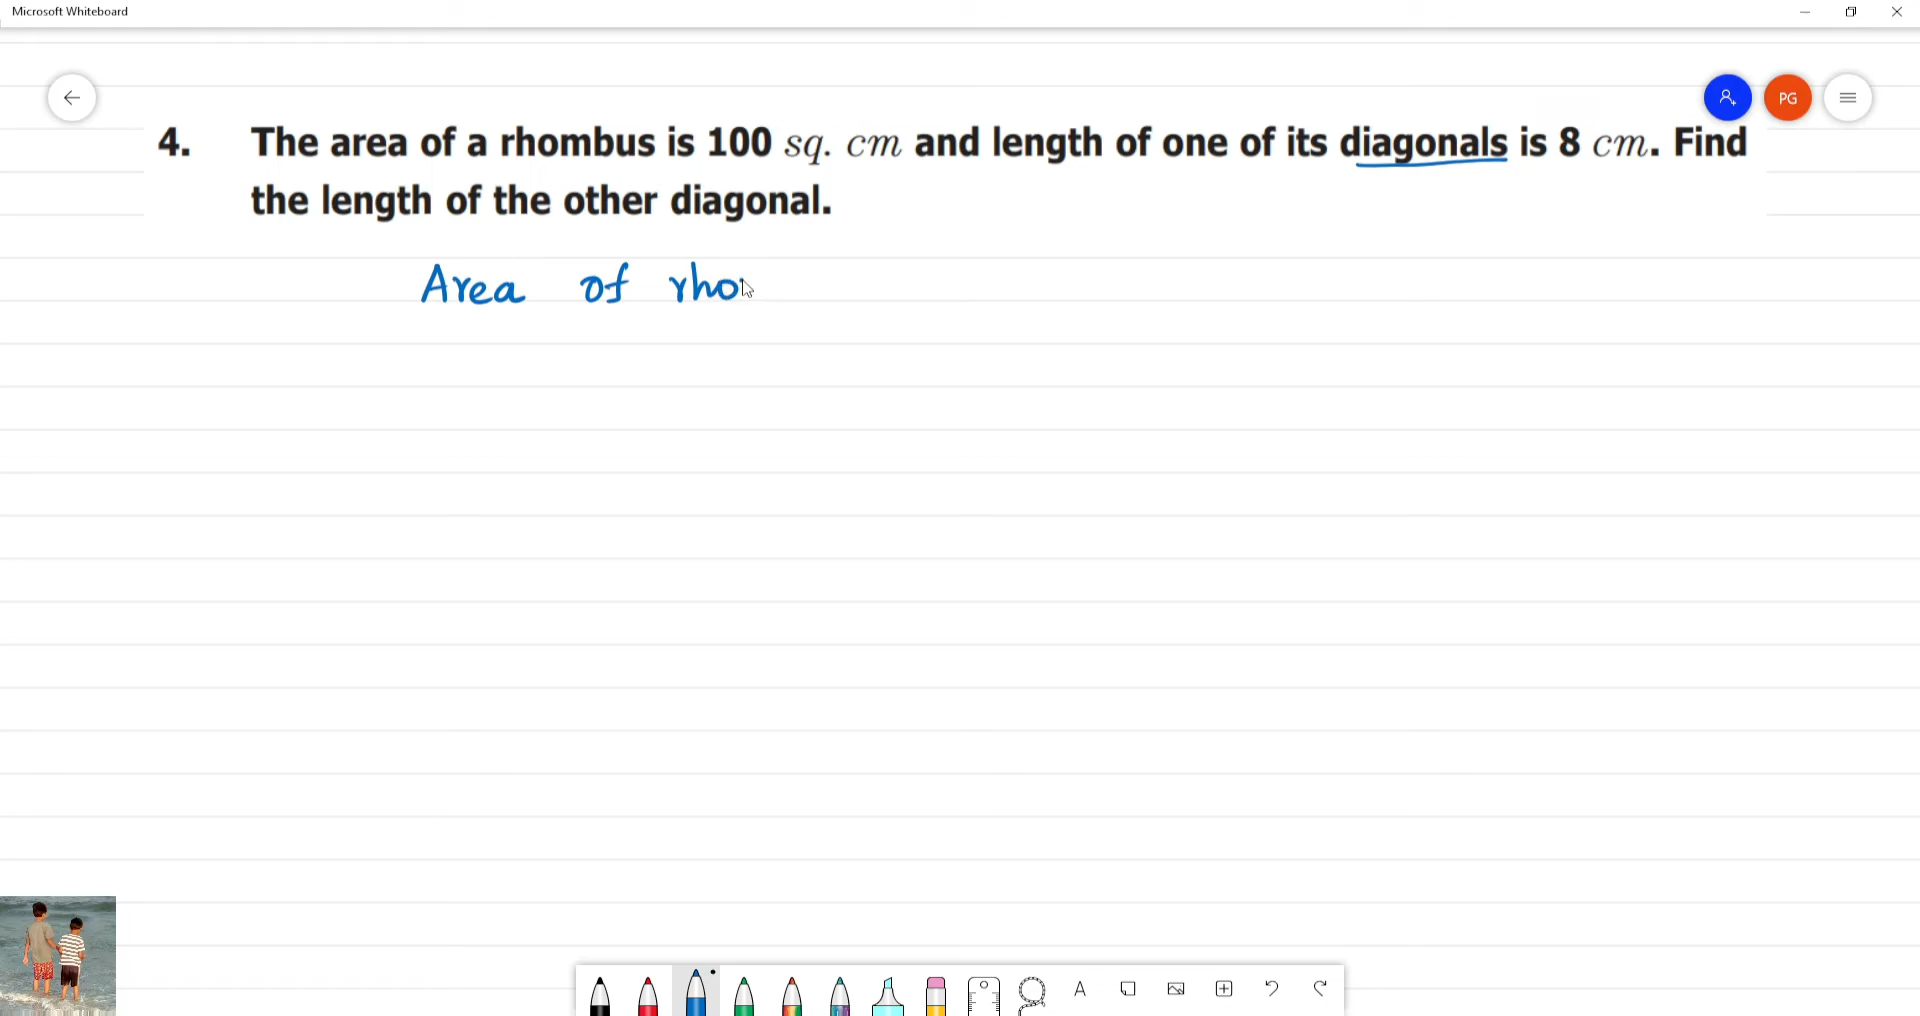 Microsoft Whiteboard
PG
4. The area of a rhombus is 100 sq. cm and length of one of its diagonals is 8 cm. Find
the length of the other diagonal.
Area of rho
A